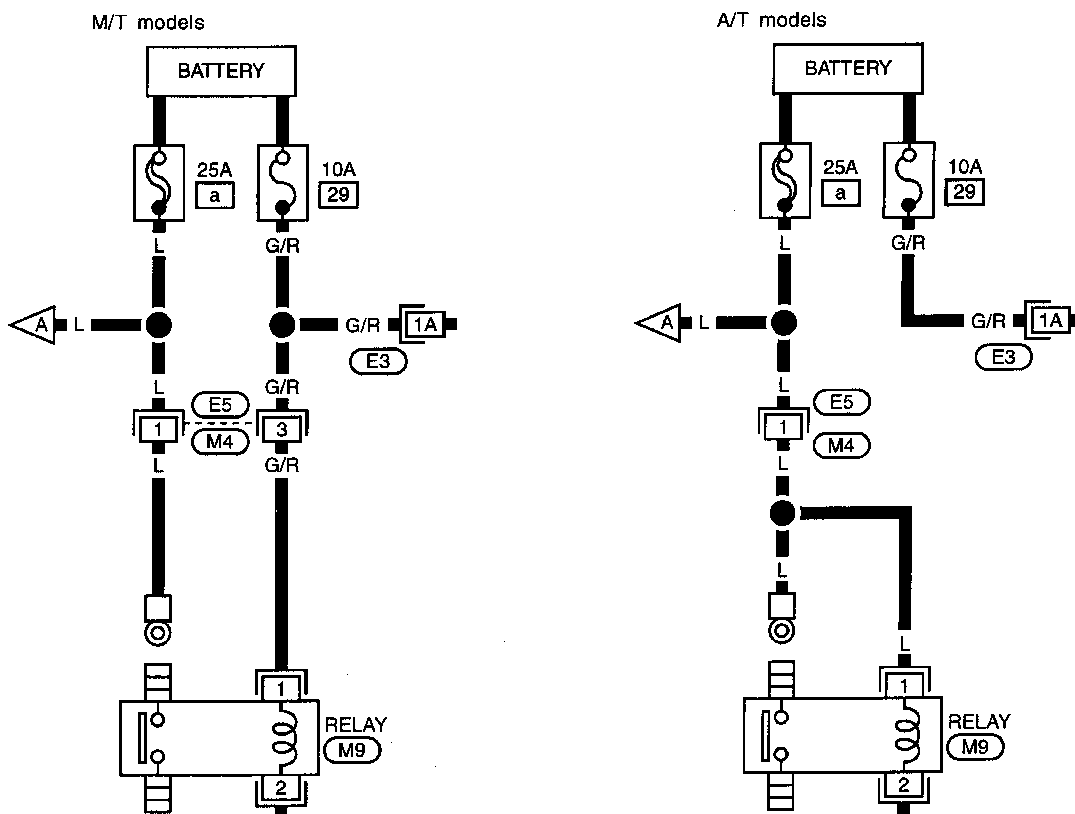 M/T models
BATTERY
25A
a
10A
29
L
G/R
A
L
G/R
1A
E3
L
G/R
E5
1
3
M4
L
G/R
1
RELAY
M9
2
A/T models
BATTERY
25A
a
10A
29
L
G/R
A
L
G/R
1A
E3
L
E5
1
M4
L
L
L
1
RELAY
M9
2